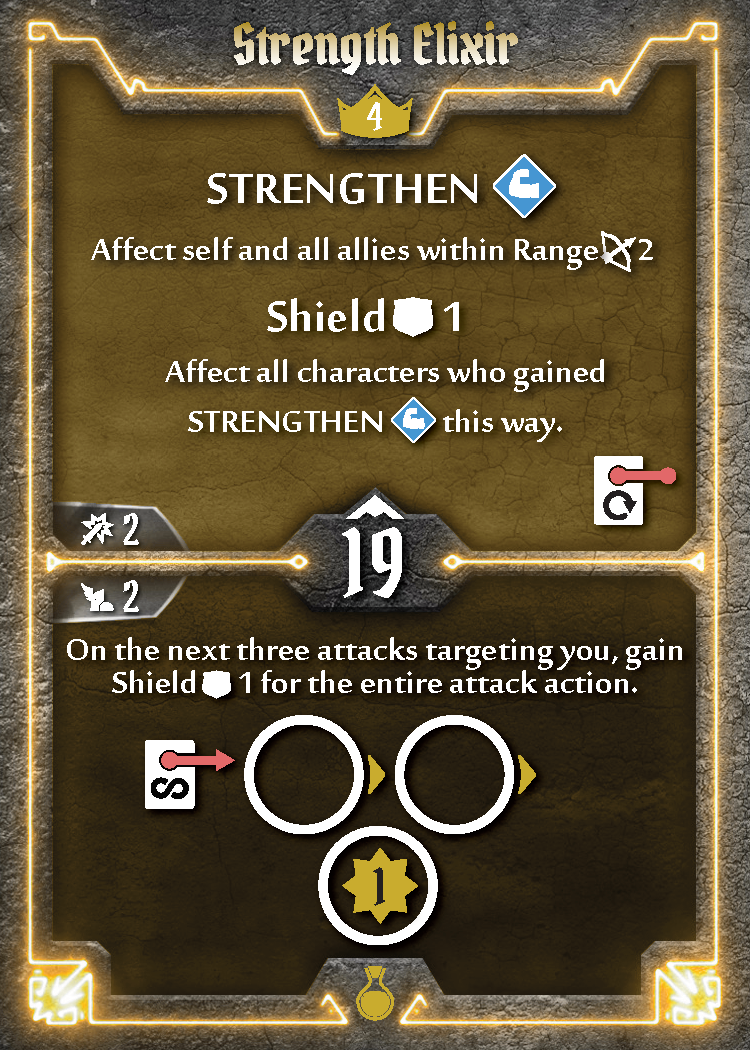 Strength Elixir
4
STRENGTHEN
Affect self and all allies within Range 2
Shield 1
Affect all characters who gained
STRENGTHEN this way.
2
19
2
On the next three attacks targeting you, gain
Shield 1 for the entire attack action.
S
1